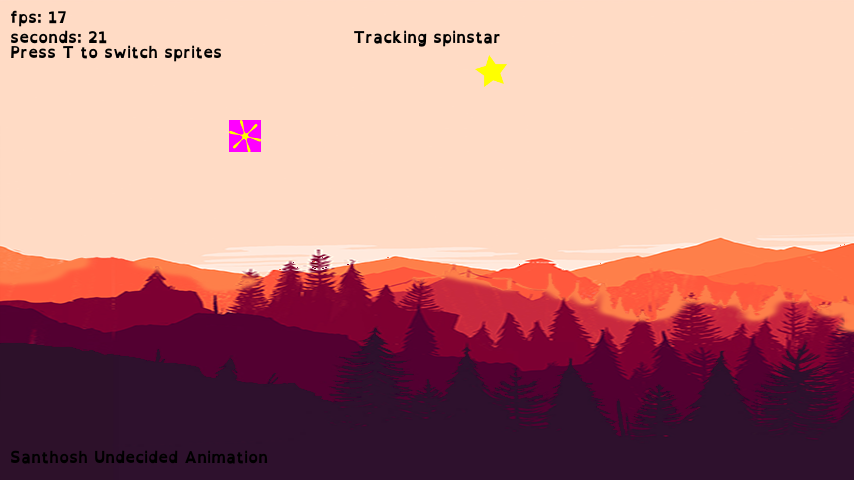 fps: 17
seconds: 21
Press T to switch sprites
Tracking spinstar
Santhosh Undecided Animation